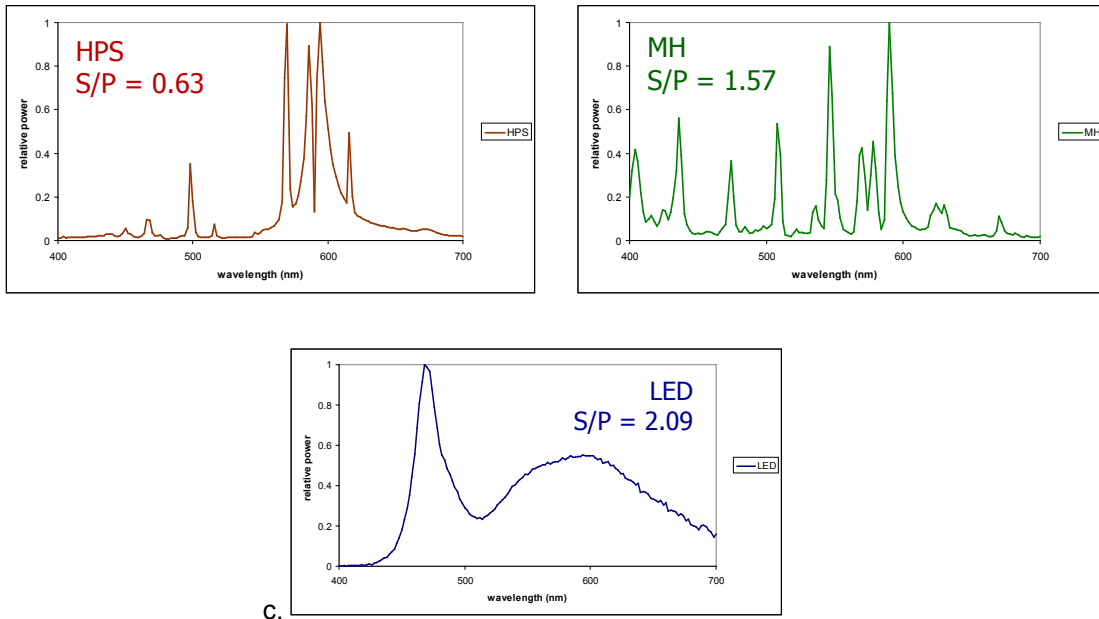 HPS
S/P = 0.63
1
0.8
0.6
0.4
0.2
0
relative power
400
500
600
700
wavelength (nm)
HPS
MH
S/P = 1.57
1
0.8
0.6
0.4
0.2
0
relative power
400
500
600
700
wavelength (nm)
MH
LED
S/P = 2.09
1
0.8
0.6
0.4
0.2
0
relative power
400
500
600
700
wavelength (nm)
LED
c.